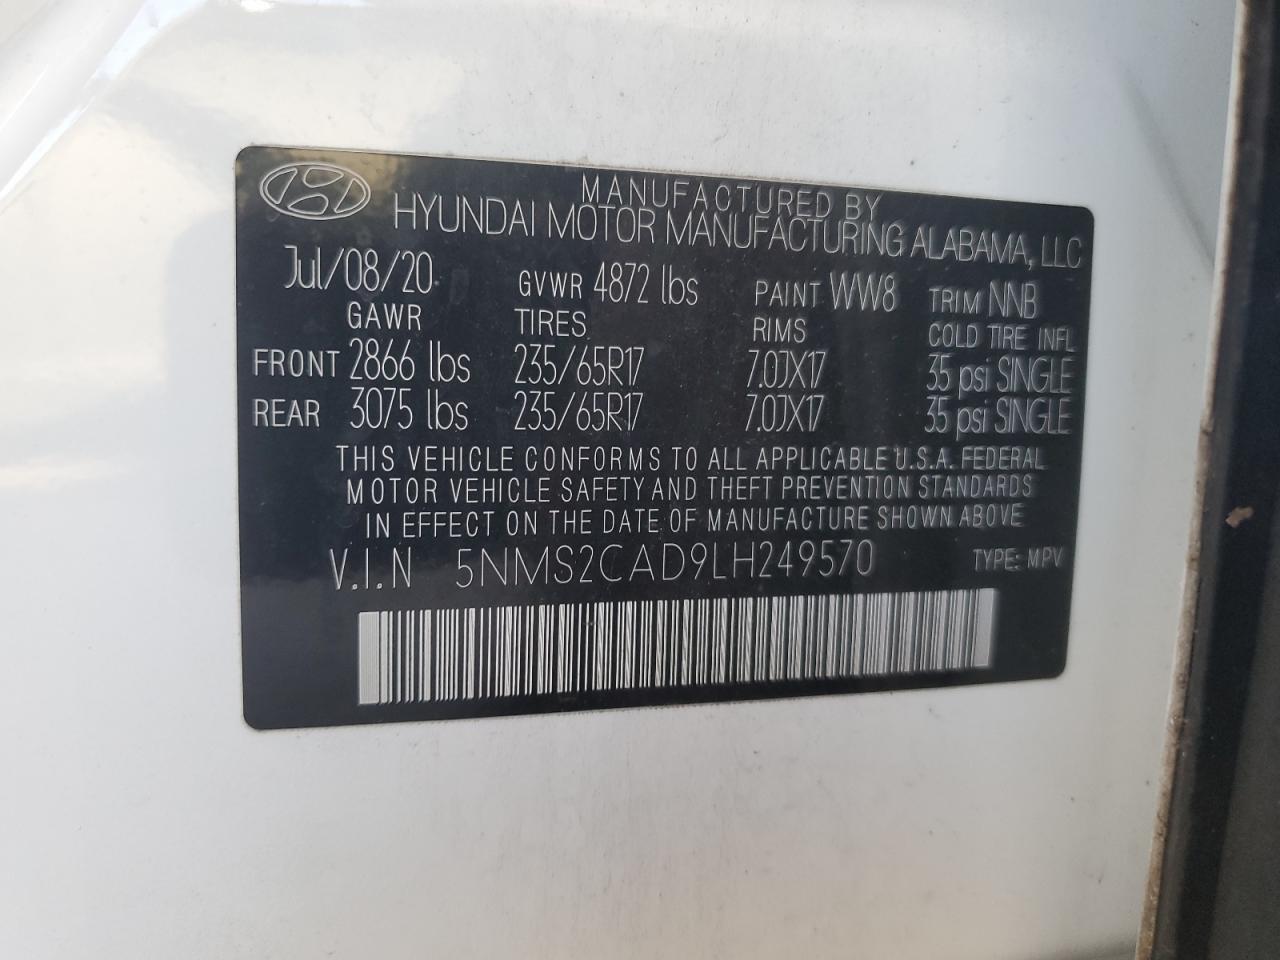 MANUFACTURED BY
HYUNDAI MOTOR MANUFACTURING ALABAMA, LLC
Jul/08/20 GVWR 4872 lbs PAINT WW8 TRIM NNB
GAWR TIRES RIMS COLD TIRE INFL
FRONT 2866 lbs 235/65R17 7.0JX17 35 psi SINGLE
REAR 3075 lbs 235/65R17 7.0JX17 35 psi SINGLE
THIS VEHICLE CONFORMS TO ALL APPLICABLE U.S.A. FEDERAL
MOTOR VEHICLE SAFETY AND THEFT PREVENTION STANDARDS
IN EFFECT ON THE DATE OF MANUFACTURE SHOWN ABOVE
V.I.N 5NMS2CAD9LH249570 TYPE: MPV